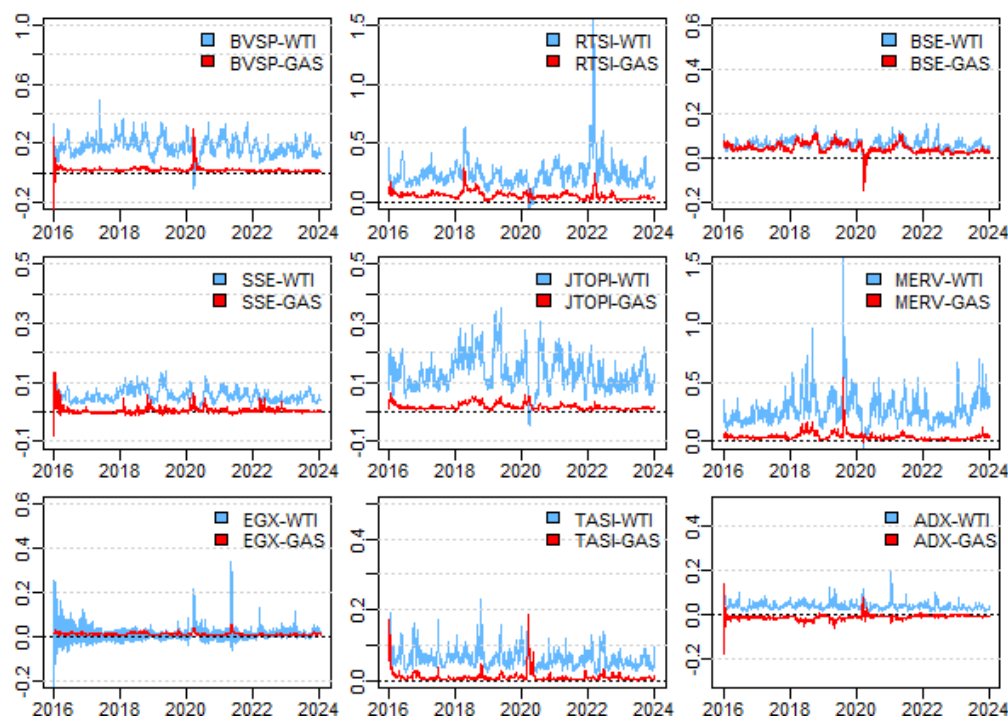 1.0
0.6
0.2
-0.2
BVSP-WTI
BVSP-GAS
2016 2018 2020 2022 2024
1.5
1.0
0.5
0.0
RTSI-WTI
RTSI-GAS
2016 2018 2020 2022 2024
0.6
0.4
0.2
0.0
-0.2
BSE-WTI
BSE-GAS
2016 2018 2020 2022 2024
0.5
0.3
0.1
-0.1
SSE-WTI
SSE-GAS
2016 2018 2020 2022 2024
0.5
0.3
0.1
-0.1
JTOPI-WTI
JTOPI-GAS
2016 2018 2020 2022 2024
1.5
1.0
0.5
0.0
MERV-WTI
MERV-GAS
2016 2018 2020 2022 2024
0.6
0.4
0.2
0.0
-0.2
EGX-WTI
EGX-GAS
2016 2018 2020 2022 2024
0.4
0.2
0.0
TASI-WTI
TASI-GAS
2016 2018 2020 2022 2024
0.4
0.2
0.0
-0.2
ADX-WTI
ADX-GAS
2016 2018 2020 2022 2024